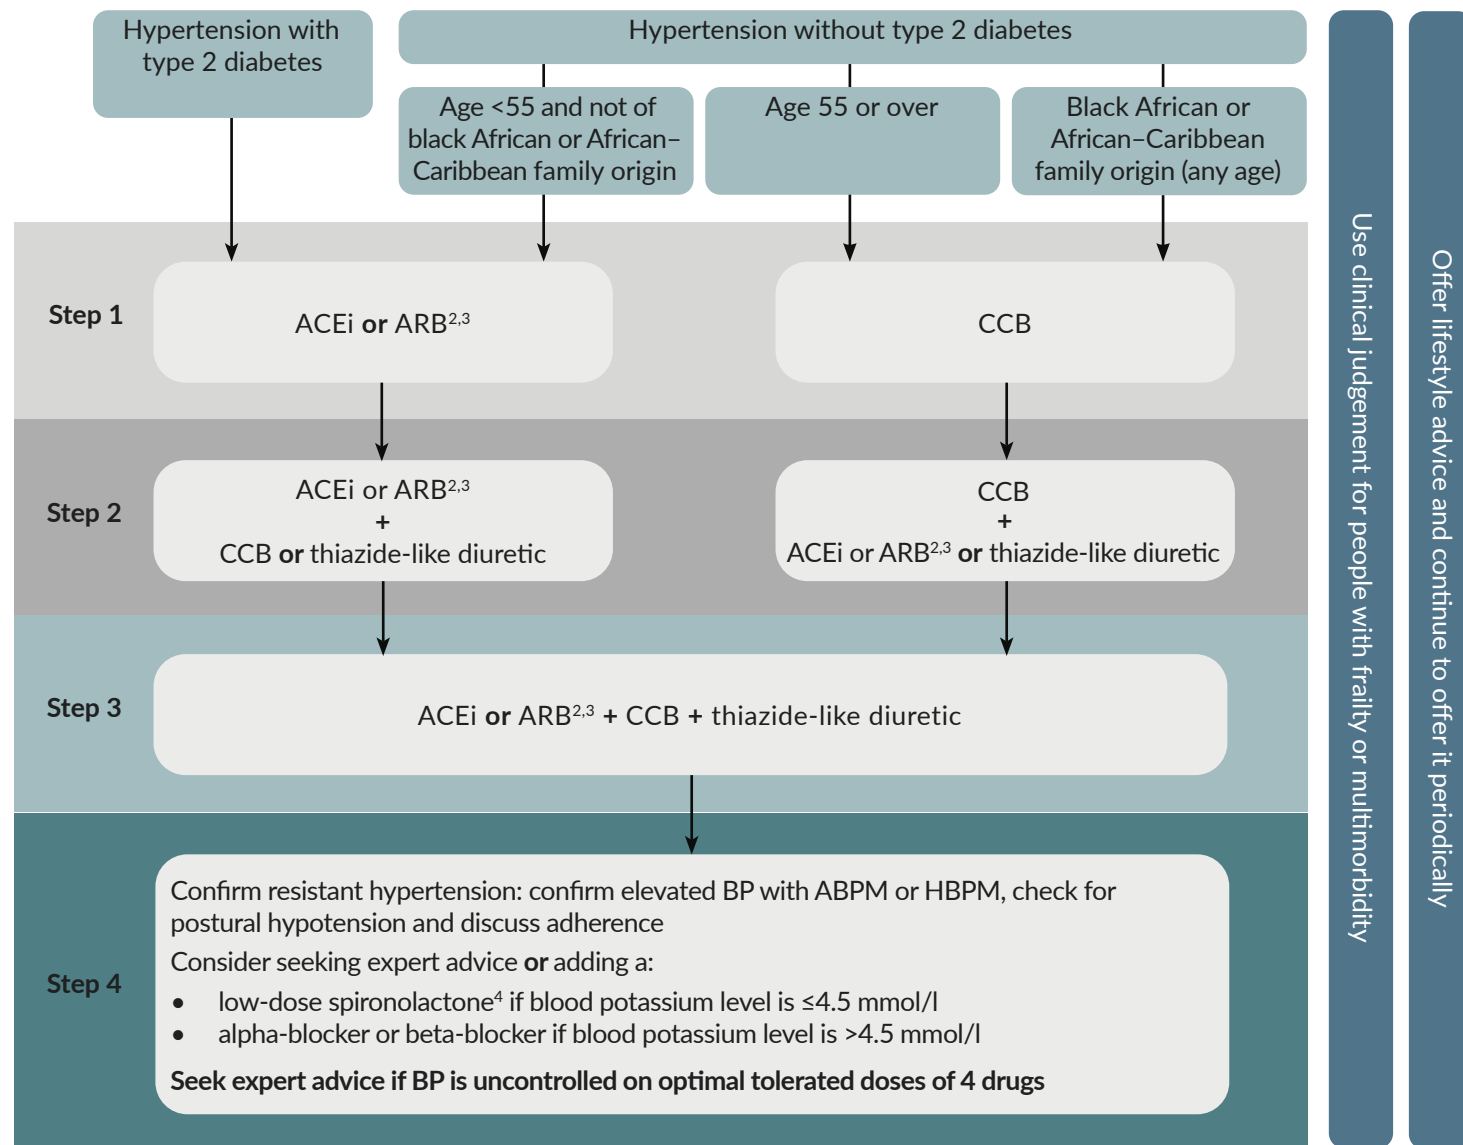 Hypertension with
type 2 diabetes
Hypertension without type 2 diabetes
Age <55 and not of
black African or African–
Caribbean family origin
Age 55 or over
Black African or
African–Caribbean
family origin (any age)
Step 1
ACEi or ARB2,3
CCB
Step 2
ACEi or ARB2,3
+
CCB or thiazide-like diuretic
CCB
+
ACEi or ARB2,3 or thiazide-like diuretic
Step 3
ACEi or ARB2,3 + CCB + thiazide-like diuretic
Step 4
Confirm resistant hypertension: confirm elevated BP with ABPM or HBPM, check for
postural hypotension and discuss adherence
Consider seeking expert advice or adding a:
• low-dose spironolactone4 if blood potassium level is ≤4.5 mmol/l
• alpha-blocker or beta-blocker if blood potassium level is >4.5 mmol/l
Seek expert advice if BP is uncontrolled on optimal tolerated doses of 4 drugs
Use clinical judgement for people with frailty or multimorbidity
Offer lifestyle advice and continue to offer it periodically